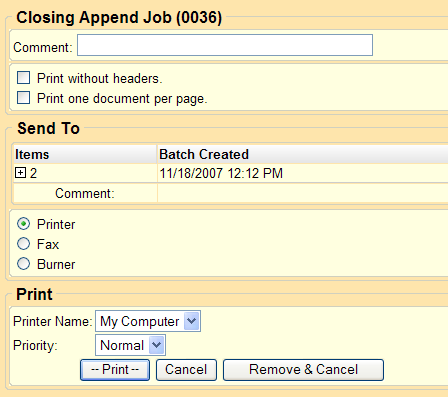 Closing Append Job (0036)
Comment:
Print without headers.
Print one document per page.
Send To
Items Batch Created
2 11/18/2007 12:12 PM
Comment:
Printer
Fax
Burner
Print
Printer Name: My Computer
Priority: Normal
-- Print -- Cancel Remove & Cancel